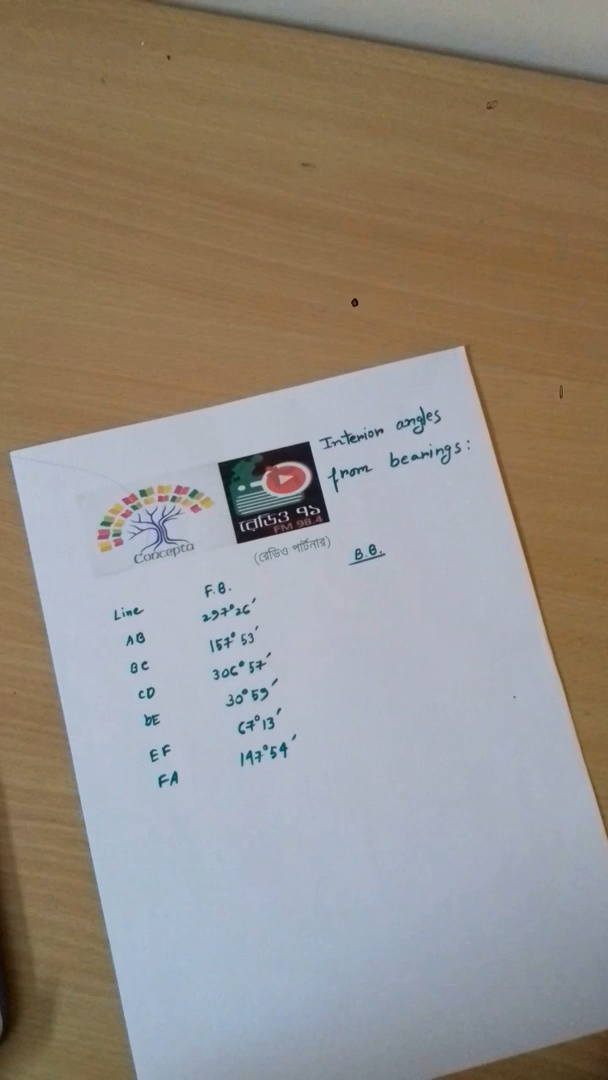 Interior angles
from bearings:
রেডিও ৭১
FM 98.4
Concepta
(রেডিও পার্টনার)
B.B.
Line F.B.
AB 297°26′
BC 157°53′
CD 306°57′
DE 30°59′
EF 67°13′
FA 147°54′